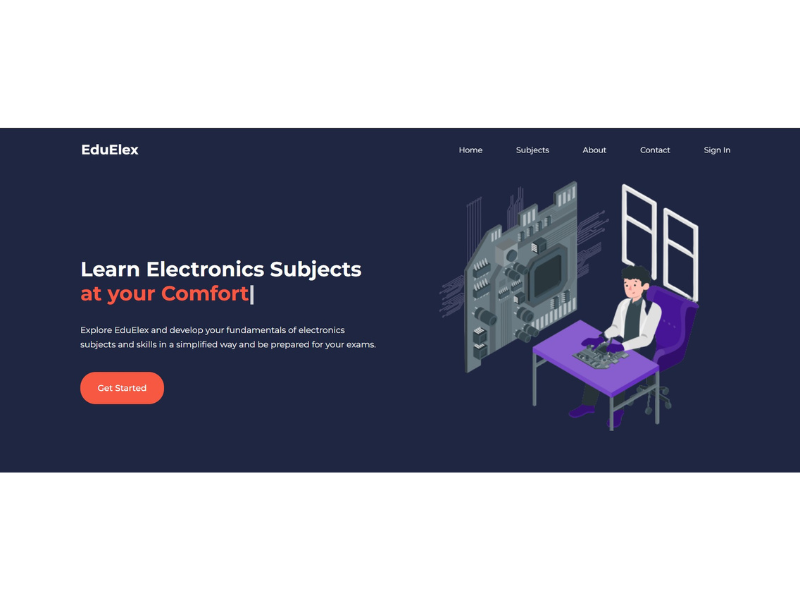 EduElex
Home Subjects About Contact Sign In
Learn Electronics Subjects
at your Comfort|
Explore EduElex and develop your fundamentals of electronics
subjects and skills in a simplified way and be prepared for your exams.
Get Started